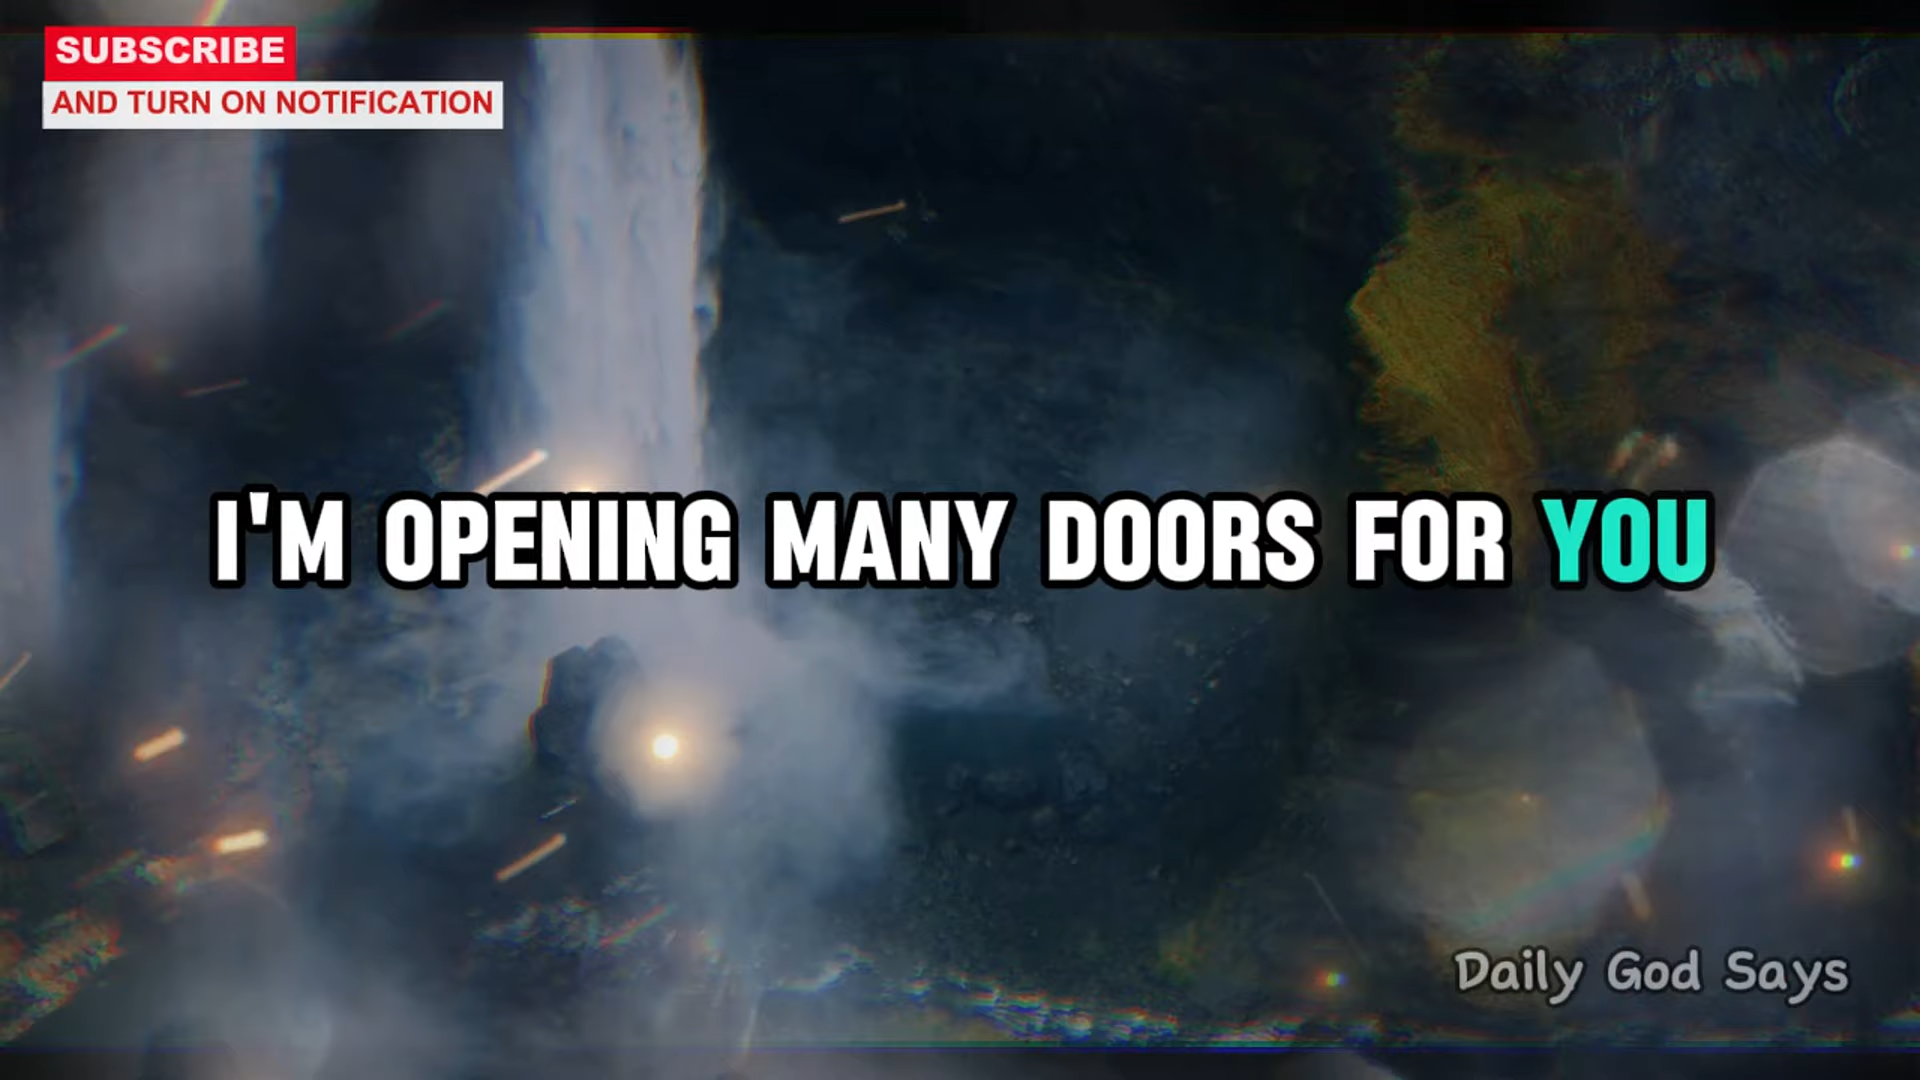 SUBSCRIBE
AND TURN ON NOTIFICATION
I'M OPENING MANY DOORS FOR YOU
Daily God Says